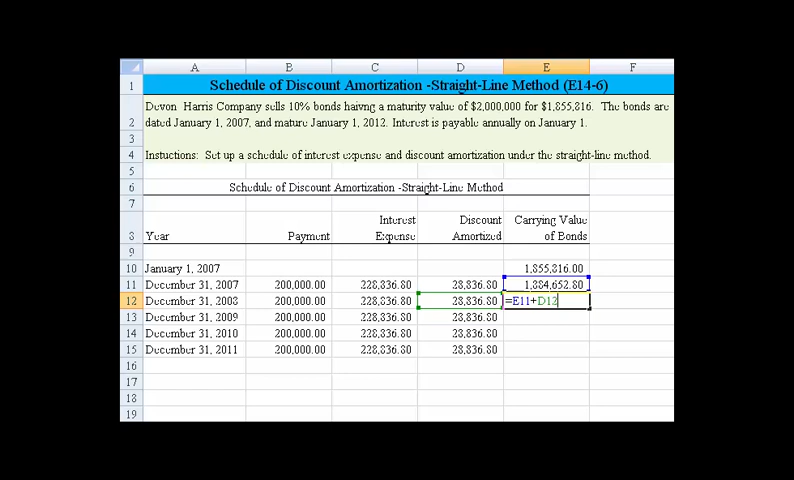 A B C D E F
1 Schedule of Discount Amortization -Straight-Line Method (E14-6)
Devon Harris Company sells 10% bonds haivng a maturity value of $2,000,000 for $1,855,816. The bonds are
2 dated January 1, 2007, and mature January 1, 2012. Interest is payable annually on January 1.
3
4 Instuctions: Set up a schedule of interest expense and discount amortization under the straight-line method.
5
6 Schedule of Discount Amortization -Straight-Line Method
7
Interest Discount Carrying Value
8 Year Payment Expense Amortized of Bonds
9
10 January 1, 2007 1,855,816.00
11 December 31, 2007 200,000.00 228,836.80 28,836.80 1,884,652.80
12 December 31, 2008 200,000.00 228,836.80 28,836.80 =E11+D12
13 December 31, 2009 200,000.00 228,836.80 28,836.80
14 December 31, 2010 200,000.00 228,836.80 28,836.80
15 December 31, 2011 200,000.00 228,836.80 28,836.80
16
17
18
19